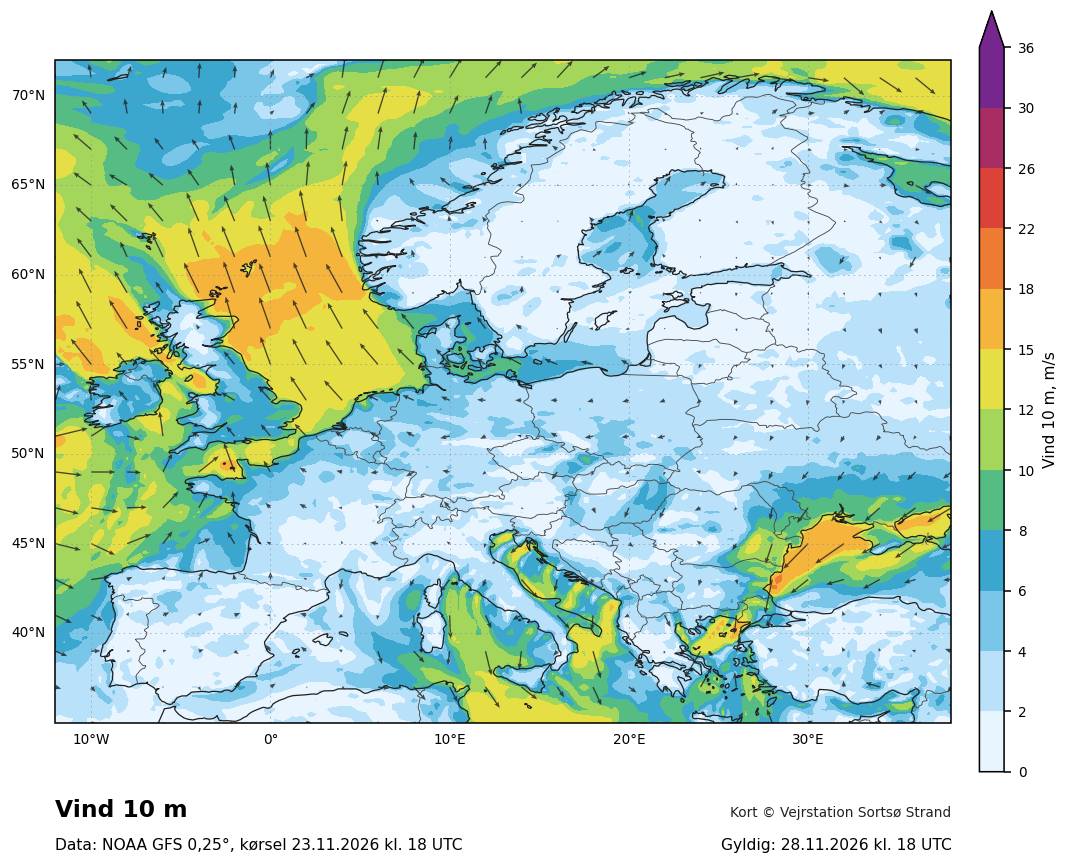 36
30
26
22
18
15
12
10
8
6
4
2
0
Vind 10 m, m/s
70°N
65°N
60°N
55°N
50°N
45°N
40°N
10°W
0°
10°E
20°E
30°E
Vind 10 m
Kort © Vejrstation Sortsø Strand
Data: NOAA GFS 0,25°, kørsel 23.11.2026 kl. 18 UTC
Gyldig: 28.11.2026 kl. 18 UTC